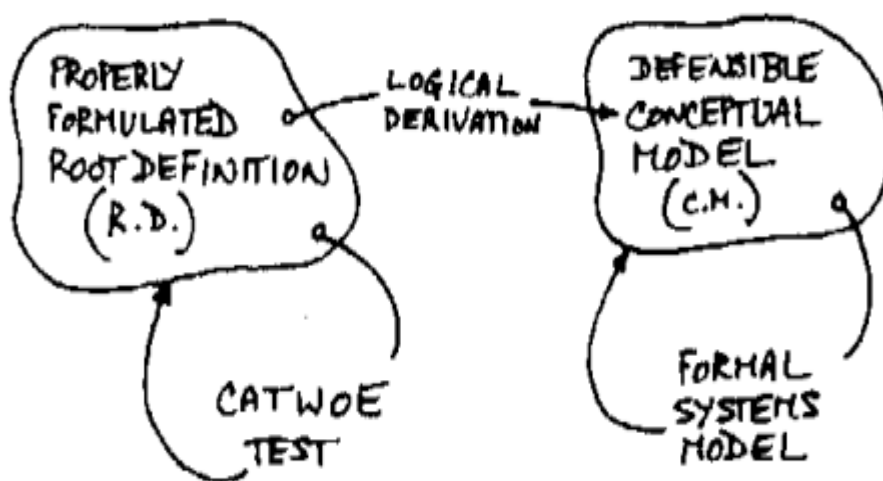 PROPERLY
FORMULATED
ROOT DEFINITION
(R.D.)
LOGICAL
DERIVATION
DEFENSIBLE
CONCEPTUAL
MODEL
(C.M.)
CATWOE
TEST
FORMAL
SYSTEMS
MODEL